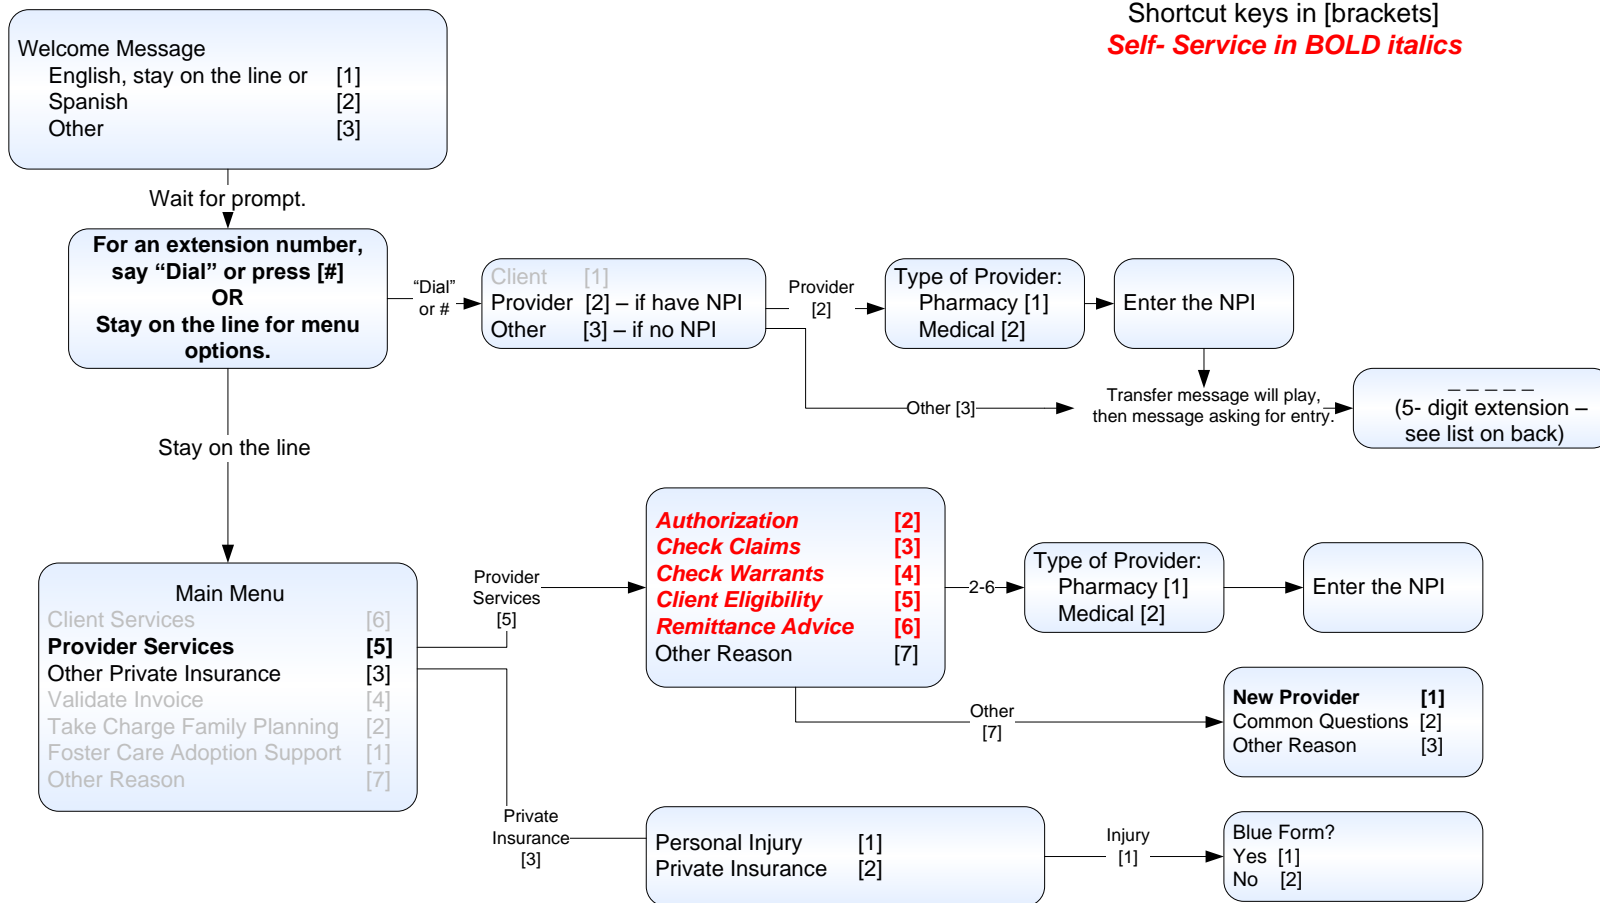 Shortcut keys in [brackets]
Self- Service in BOLD italics
Welcome Message
English, stay on the line or [1]
Spanish [2]
Other [3]
Wait for prompt.
For an extension number,
say “Dial” or press [#]
OR
Stay on the line for menu
options.
“Dial”
or #
Client [1]
Provider [2] – if have NPI
Other [3] – if no NPI
Provider
[2]
Type of Provider:
Pharmacy [1]
Medical [2]
Enter the NPI
Other [3]
Transfer message will play,
then message asking for entry.
_ _ _ _ _
(5- digit extension –
see list on back)
Stay on the line
Main Menu
Client Services [6]
Provider Services [5]
Other Private Insurance [3]
Validate Invoice [4]
Take Charge Family Planning [2]
Foster Care Adoption Support [1]
Other Reason [7]
Provider
Services
[5]
Authorization [2]
Check Claims [3]
Check Warrants [4]
Client Eligibility [5]
Remittance Advice [6]
Other Reason [7]
2-6
Type of Provider:
Pharmacy [1]
Medical [2]
Enter the NPI
Other
[7]
New Provider [1]
Common Questions [2]
Other Reason [3]
Private
Insurance
[3]
Personal Injury [1]
Private Insurance [2]
Injury
[1]
Blue Form?
Yes [1]
No [2]